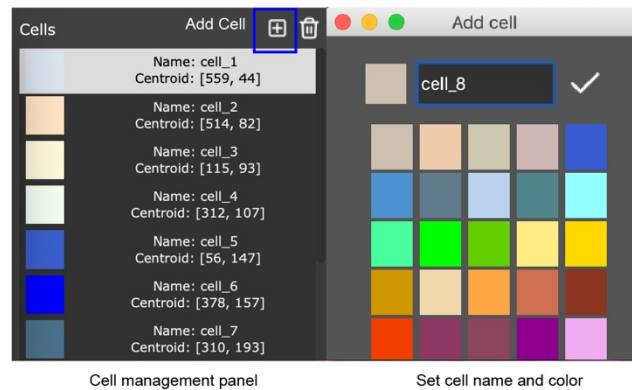 Cells Add Cell
Name: cell_1
Centroid: [559, 44]
Name: cell_2
Centroid: [514, 82]
Name: cell_3
Centroid: [115, 93]
Name: cell_4
Centroid: [312, 107]
Name: cell_5
Centroid: [56, 147]
Name: cell_6
Centroid: [378, 157]
Name: cell_7
Centroid: [310, 193]
Cell management panel
Add cell
cell_8
Set cell name and color